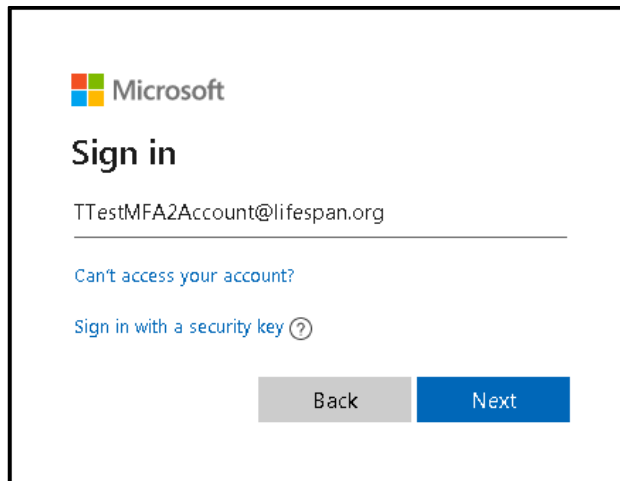 Microsoft
Sign in
TTestMFA2Account@lifespan.org
Can't access your account?
Sign in with a security key ?
Back Next